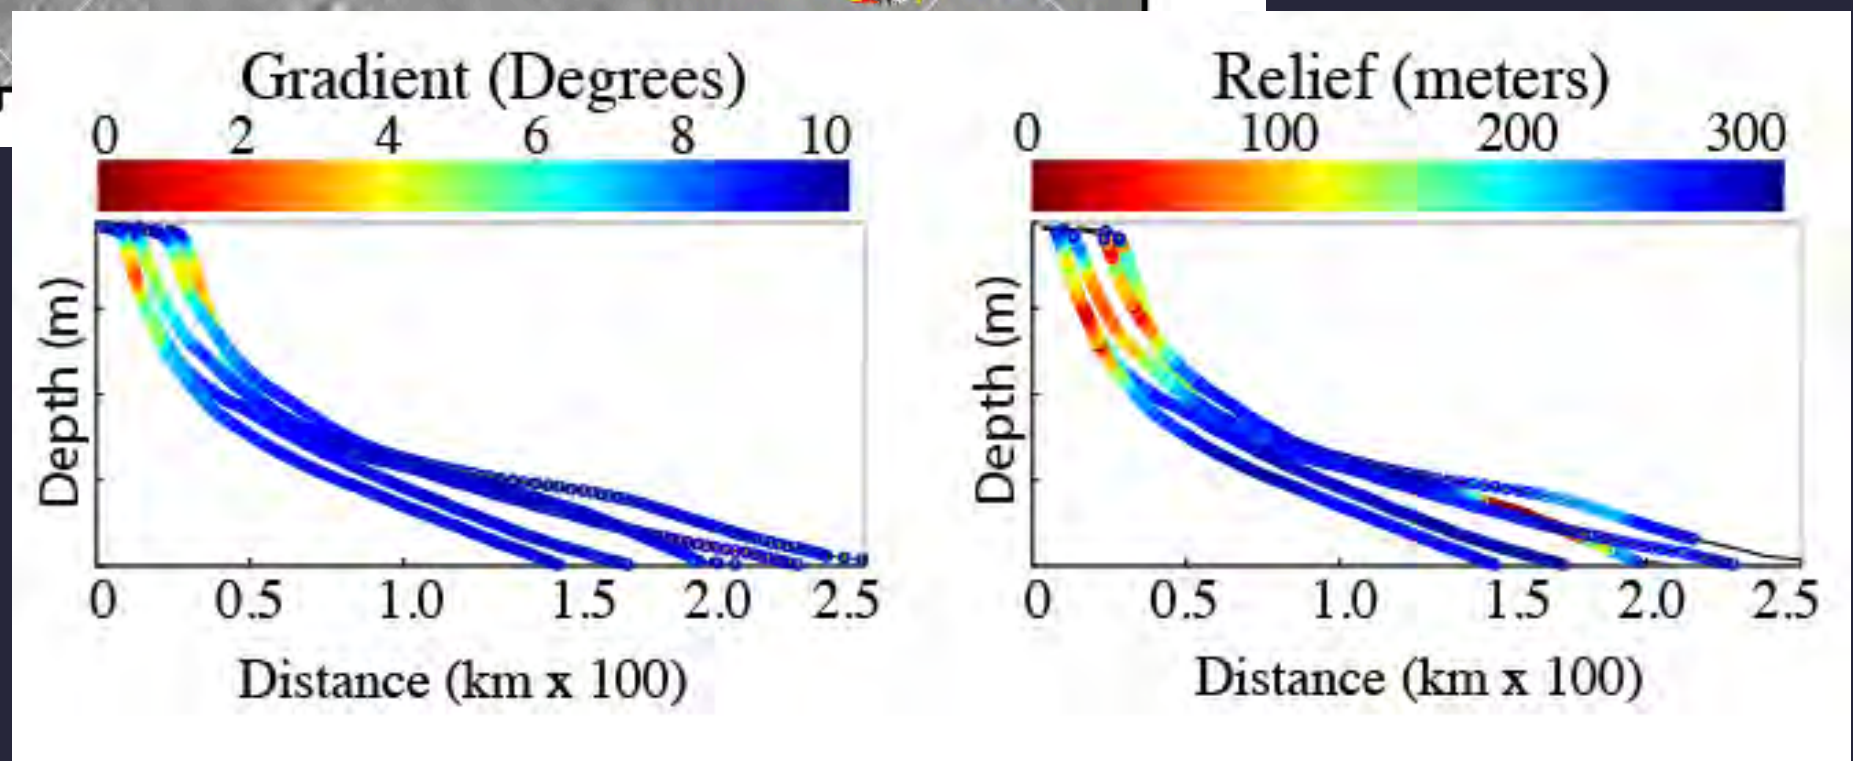 Gradient (Degrees)
0 2 4 6 8 10
Depth (m)
0 0.5 1.0 1.5 2.0 2.5
Distance (km x 100)
Relief (meters)
0 100 200 300
Depth (m)
0 0.5 1.0 1.5 2.0 2.5
Distance (km x 100)